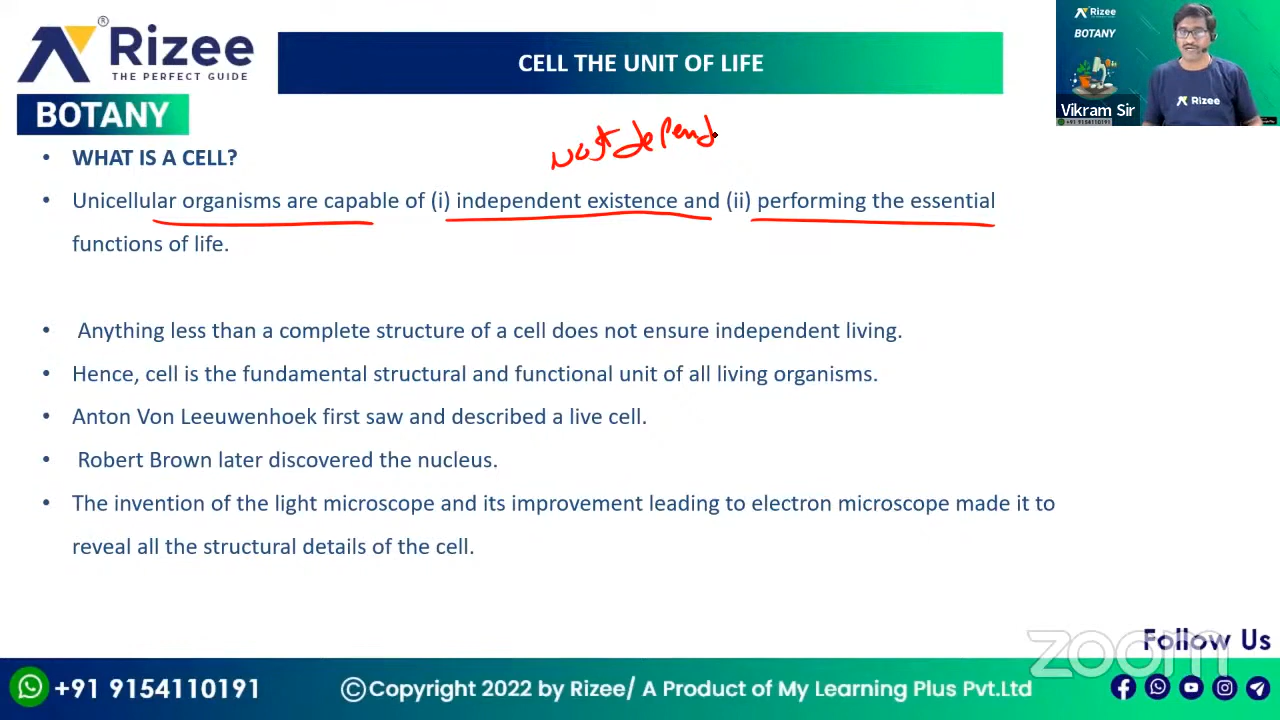 Rizee®
THE PERFECT GUIDE
BOTANY
CELL THE UNIT OF LIFE
Rizee
BOTANY
Rizee
Vikram Sir
+91 9154110191
not depend
• WHAT IS A CELL?
• Unicellular organisms are capable of (i) independent existence and (ii) performing the essential
functions of life.
• Anything less than a complete structure of a cell does not ensure independent living.
• Hence, cell is the fundamental structural and functional unit of all living organisms.
• Anton Von Leeuwenhoek first saw and described a live cell.
• Robert Brown later discovered the nucleus.
• The invention of the light microscope and its improvement leading to electron microscope made it to
reveal all the structural details of the cell.
Follow Us
zoom
+91 9154110191
©Copyright 2022 by Rizee/ A Product of My Learning Plus Pvt.Ltd